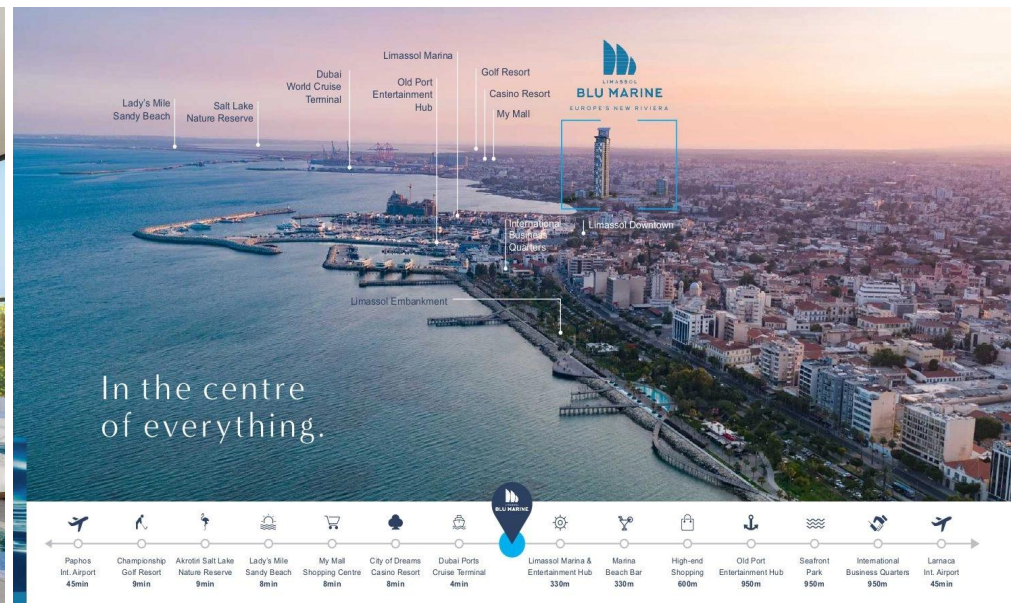 Limassol Marina
Dubai
World Cruise
Terminal
Old Port
Entertainment
Hub
Golf Resort
Casino Resort
My Mall
Lady's Mile
Sandy Beach
Salt Lake
Nature Reserve
LIMASSOL
BLU MARINE
EUROPE'S NEW RIVIERA
International
Business
Quarters
Limassol Downtown
Limassol Embankment
In the centre
of everything.
BLU MARINE
Paphos
Int. Airport
45min
Championship
Golf Resort
9min
Akrotiri Salt Lake
Nature Reserve
9min
Lady's Mile
Sandy Beach
8min
My Mall
Shopping Centre
8min
City of Dreams
Casino Resort
8min
Dubai Ports
Cruise Terminal
4min
Limassol Marina &
Entertainment Hub
330m
Marina
Beach Bar
330m
High-end
Shopping
600m
Old Port
Entertainment Hub
950m
Seafront
Park
950m
International
Business Quarters
950m
Larnaca
Int. Airport
45min